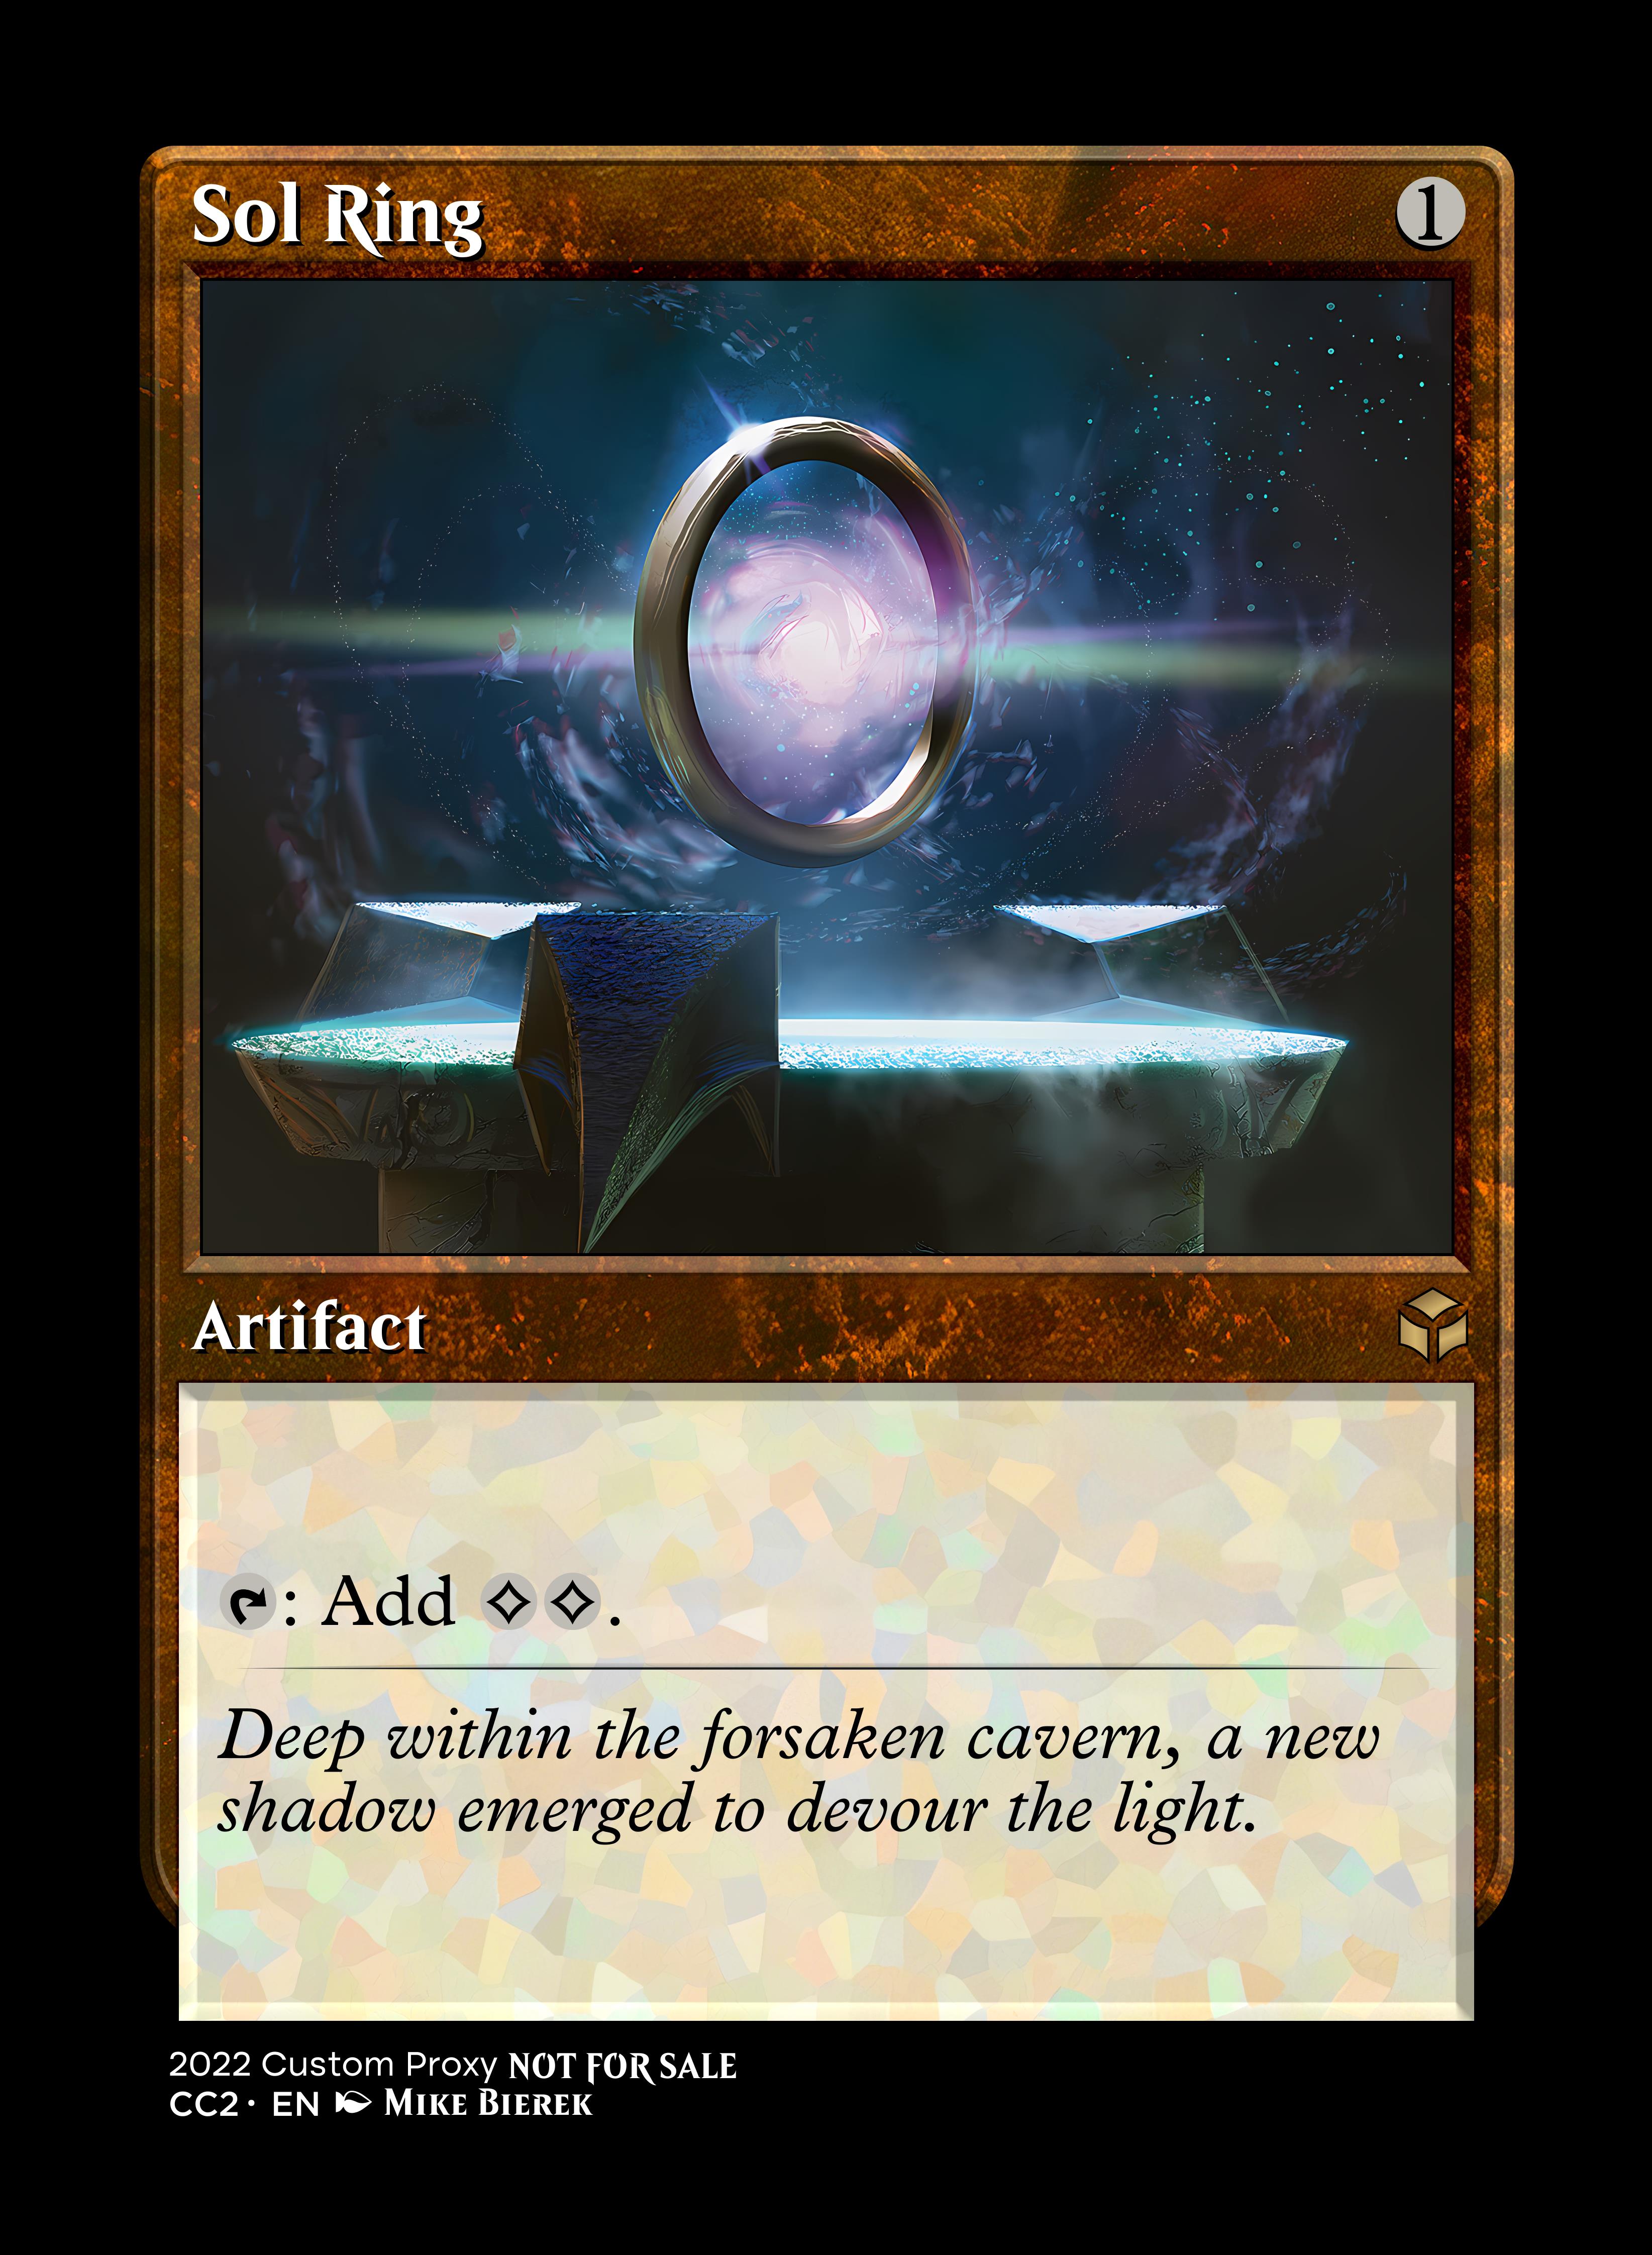 Sol Ring 1
Artifact
: Add .
Deep within the forsaken cavern, a new
shadow emerged to devour the light.
2022 Custom Proxy NOT FOR SALE
CC2 · EN MIKE BIEREK